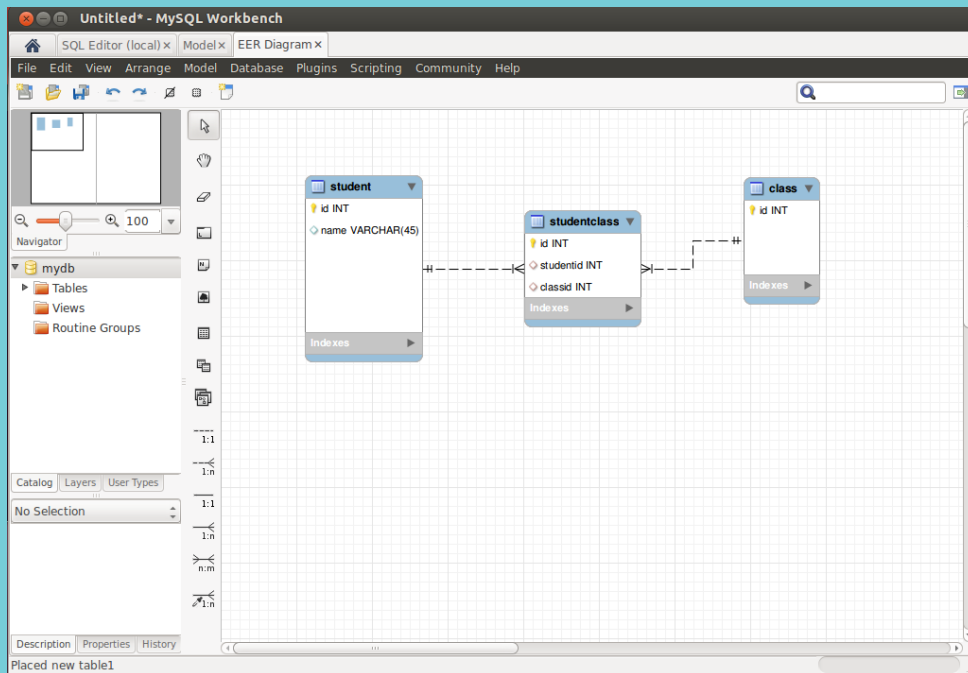 Untitled* - MySQL Workbench
SQL Editor (local) × Model × EER Diagram ×
File Edit View Arrange Model Database Plugins Scripting Community Help
100
Navigator
mydb
Tables
Views
Routine Groups
Catalog Layers User Types
No Selection
Description Properties History
Placed new table1
1:1
1:n
1:1
1:n
n:m
1:n
student
id INT
name VARCHAR(45)
Indexes
studentclass
id INT
studentid INT
classid INT
Indexes
class
id INT
Indexes